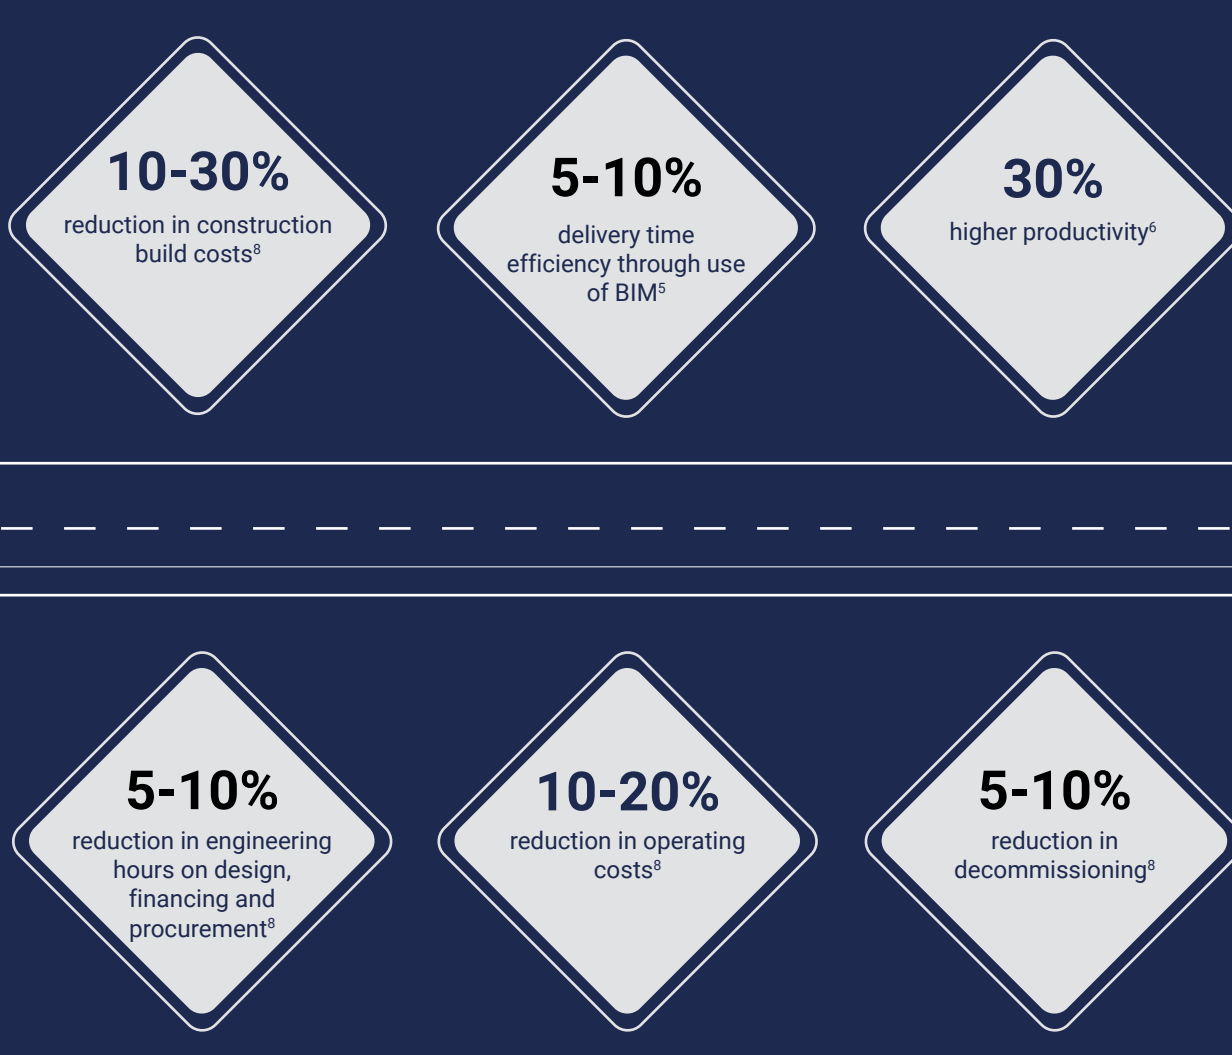 10-30%
reduction in construction
build costs⁸
5-10%
delivery time
efficiency through use
of BIM⁵
30%
higher productivity⁶
5-10%
reduction in engineering
hours on design,
financing and
procurement⁸
10-20%
reduction in operating
costs⁸
5-10%
reduction in
decommissioning⁸